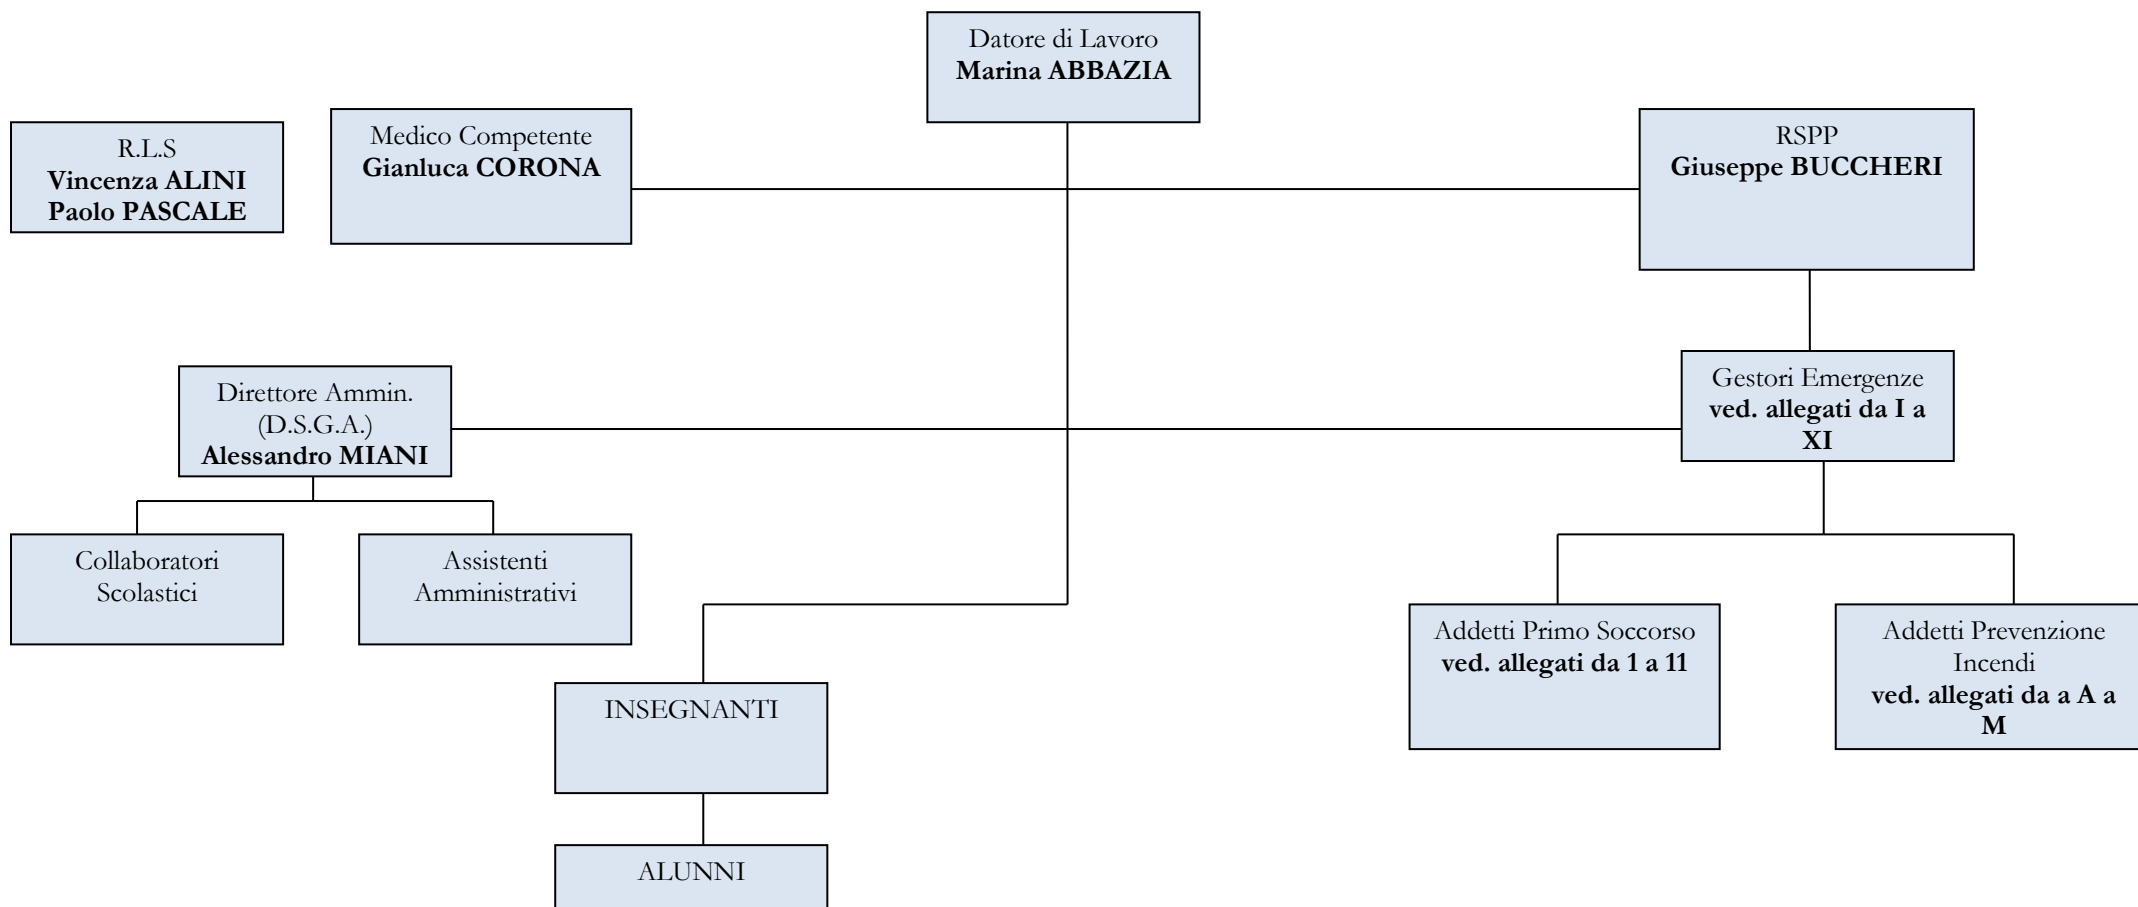 Datore di Lavoro
Marina ABBAZIA
R.L.S
Vincenza ALINI
Paolo PASCALE
Medico Competente
Gianluca CORONA
RSPP
Giuseppe BUCCHERI
Direttore Ammin.
(D.S.G.A.)
Alessandro MIANI
Gestori Emergenze
ved. allegati da I a
XI
Collaboratori
Scolastici
Assistenti
Amministrativi
Addetti Primo Soccorso
ved. allegati da 1 a 11
Addetti Prevenzione
Incendi
ved. allegati da a A a
M
INSEGNANTI
ALUNNI